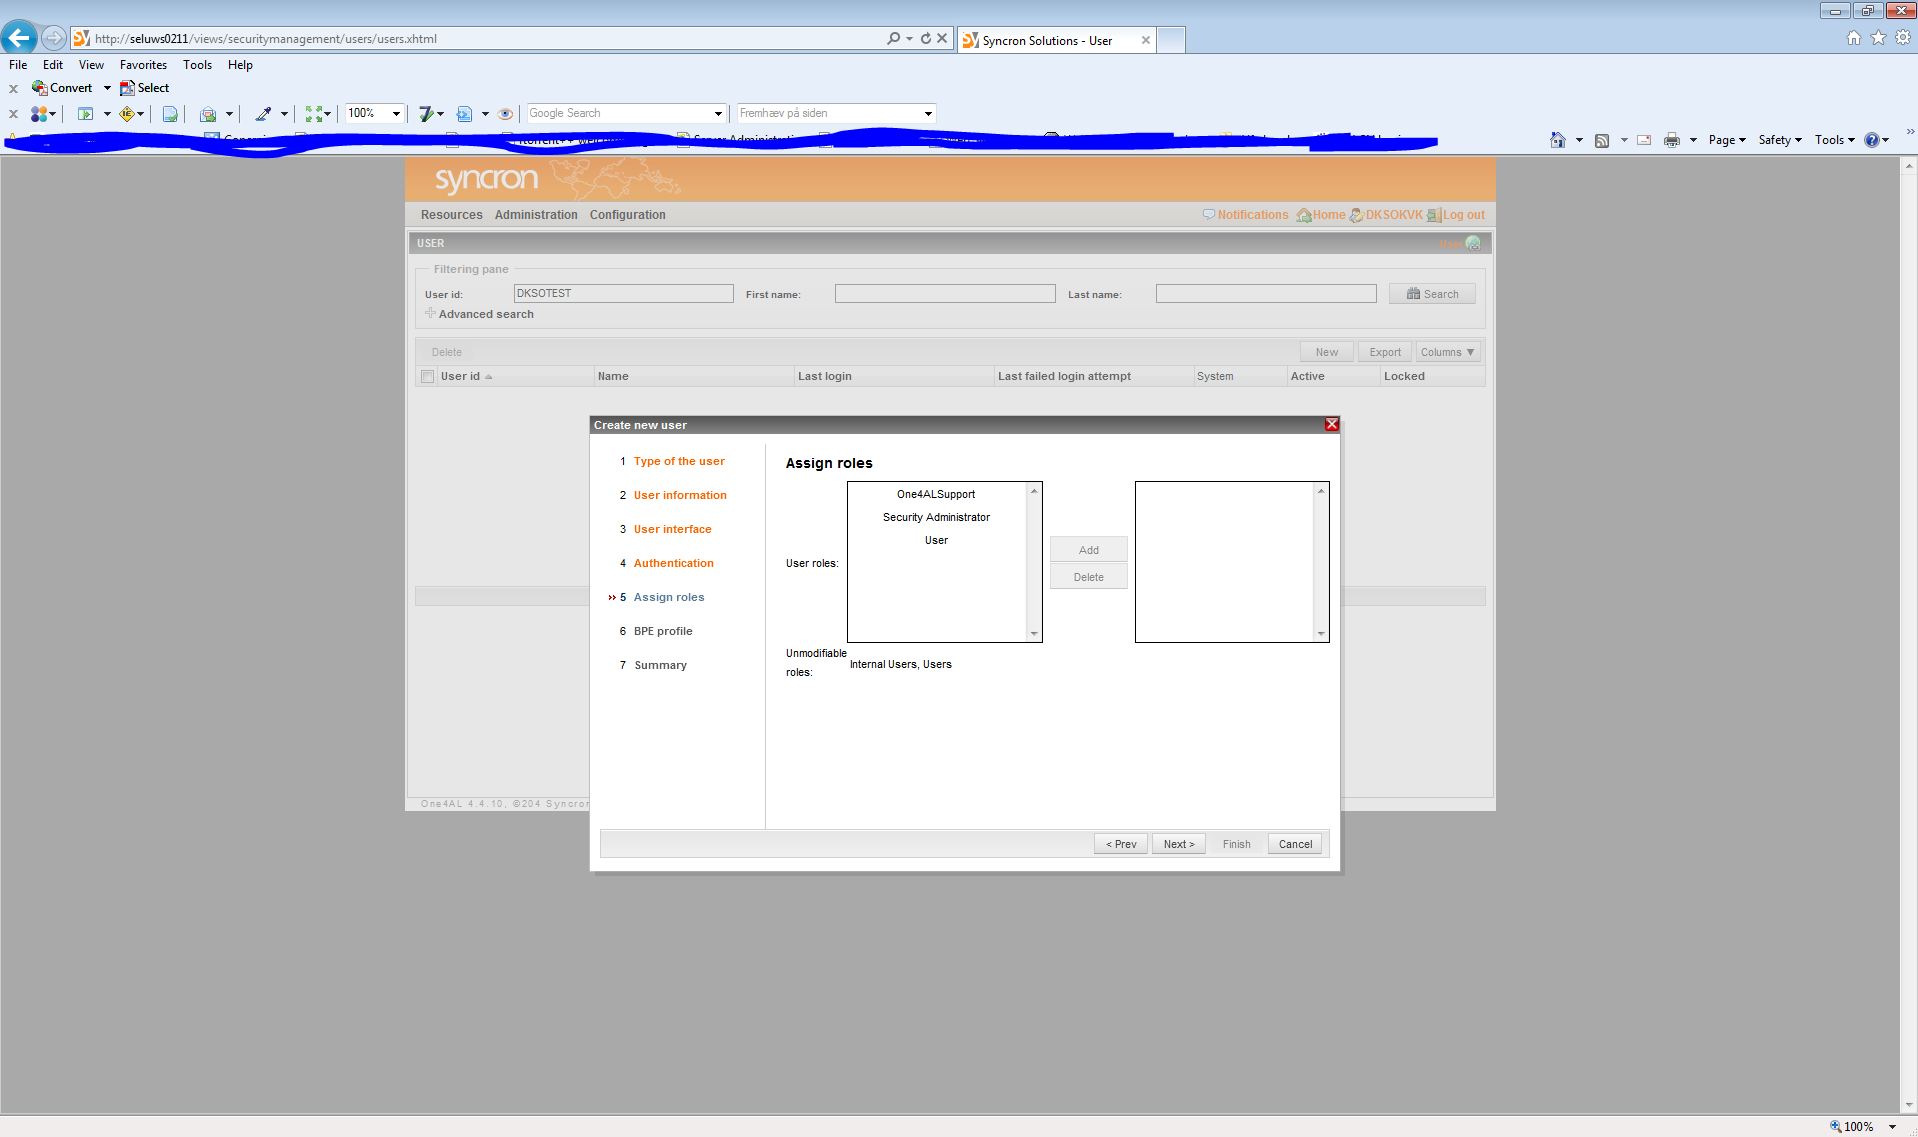 http://seluws0211/views/securitymanagement/users/users.xhtml
Syncron Solutions - User
File Edit View Favorites Tools Help
x Convert Select
x 100% Google Search Fremhæv på siden
Page Safety Tools
syncron
Resources Administration Configuration Notifications Home DKSOKVK Log out
USER User
Filtering pane
User id: DKSOTEST First name: Last name: Search
Advanced search
Delete New Export Columns ▼
User id Name Last login Last failed login attempt System Active Locked
Create new user
1 Type of the user
2 User information
3 User interface
4 Authentication
5 Assign roles
6 BPE profile
7 Summary
Assign roles
User roles:
One4ALSupport
Security Administrator
User
Add
Delete
Unmodifiable
roles:
Internal Users, Users
One4AL 4.4.10, ©204 Syncron
< Prev Next > Finish Cancel
100%